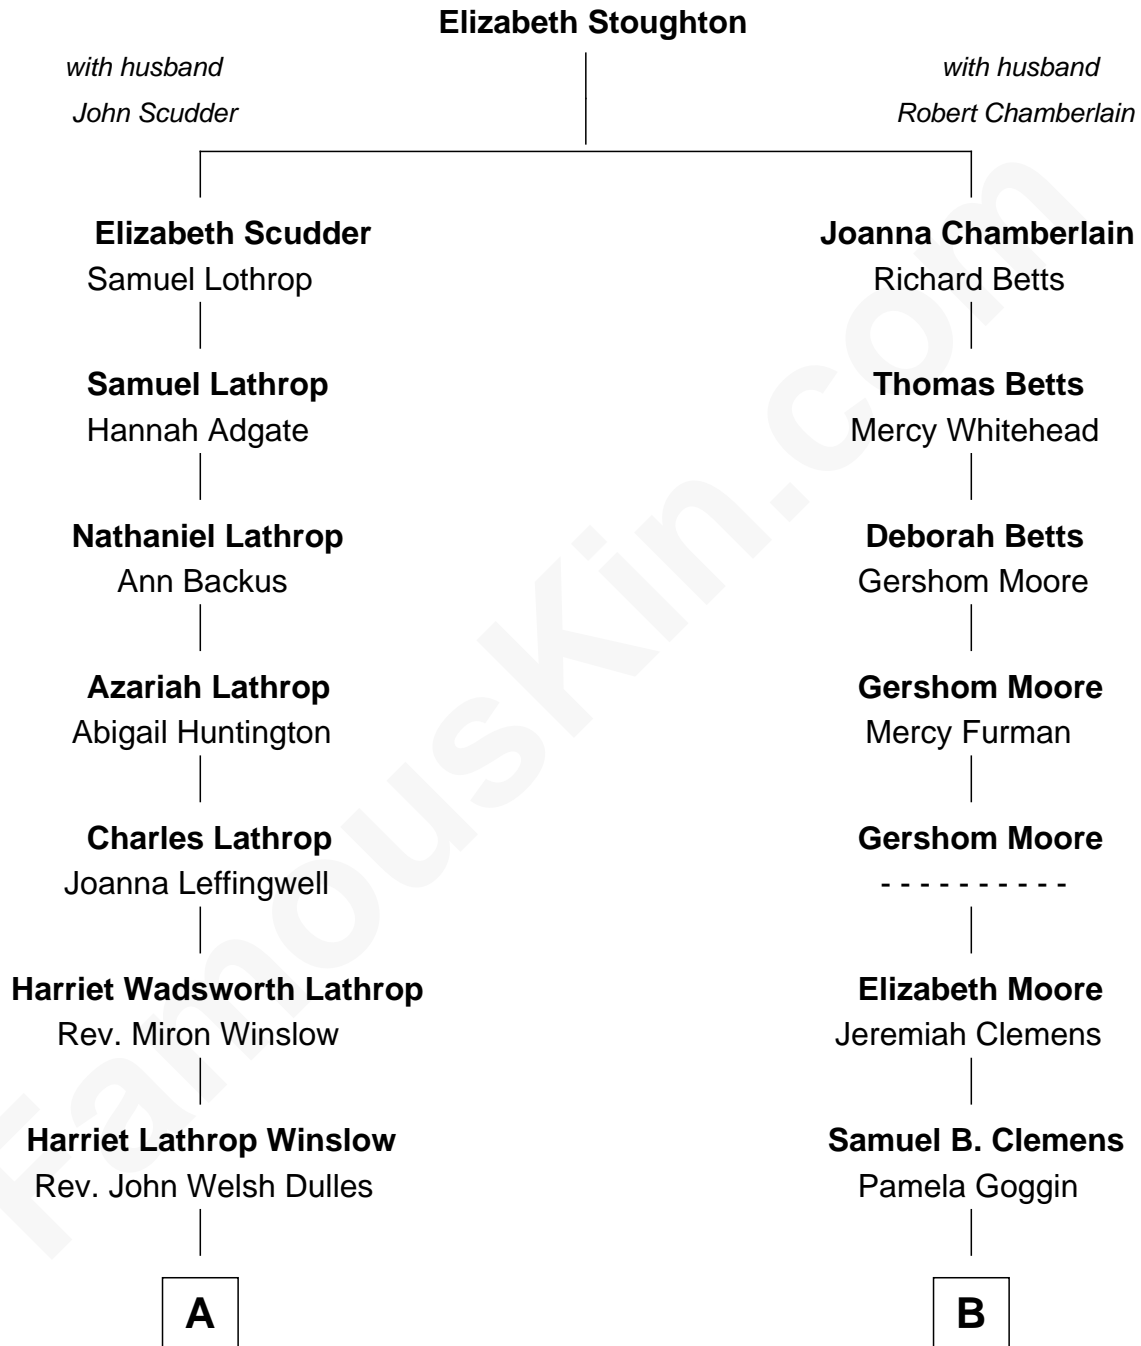 Elizabeth Stoughton
with husband
John Scudder
with husband
Robert Chamberlain
Elizabeth Scudder
Samuel Lothrop
Joanna Chamberlain
Richard Betts
Samuel Lathrop
Hannah Adgate
Thomas Betts
Mercy Whitehead
Nathaniel Lathrop
Ann Backus
Deborah Betts
Gershom Moore
Azariah Lathrop
Abigail Huntington
Gershom Moore
Mercy Furman
Charles Lathrop
Joanna Leffingwell
Gershom Moore
- - - - - - - - - -
Harriet Wadsworth Lathrop
Rev. Miron Winslow
Elizabeth Moore
Jeremiah Clemens
Harriet Lathrop Winslow
Rev. John Welsh Dulles
Samuel B. Clemens
Pamela Goggin
A
B
FamousKin.com